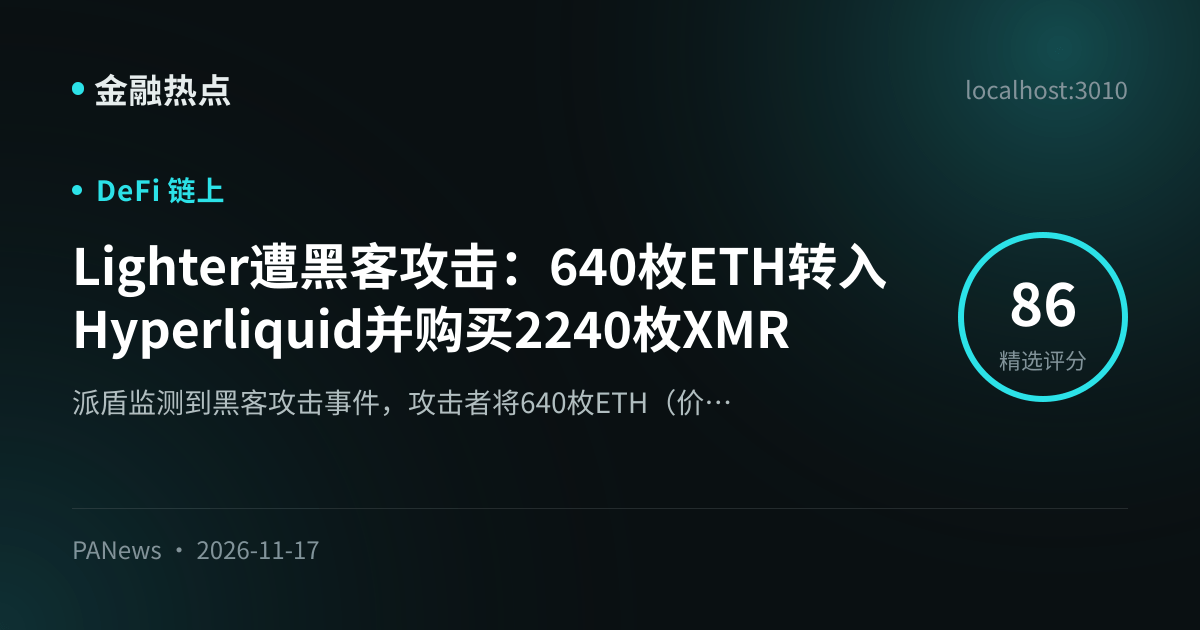 金融热点
localhost:3010
DeFi 链上
Lighter遭黑客攻击：640枚ETH转入
Hyperliquid并购买2240枚XMR
86
精选评分
派盾监测到黑客攻击事件，攻击者将640枚ETH（价…
PANews • 2026-11-17